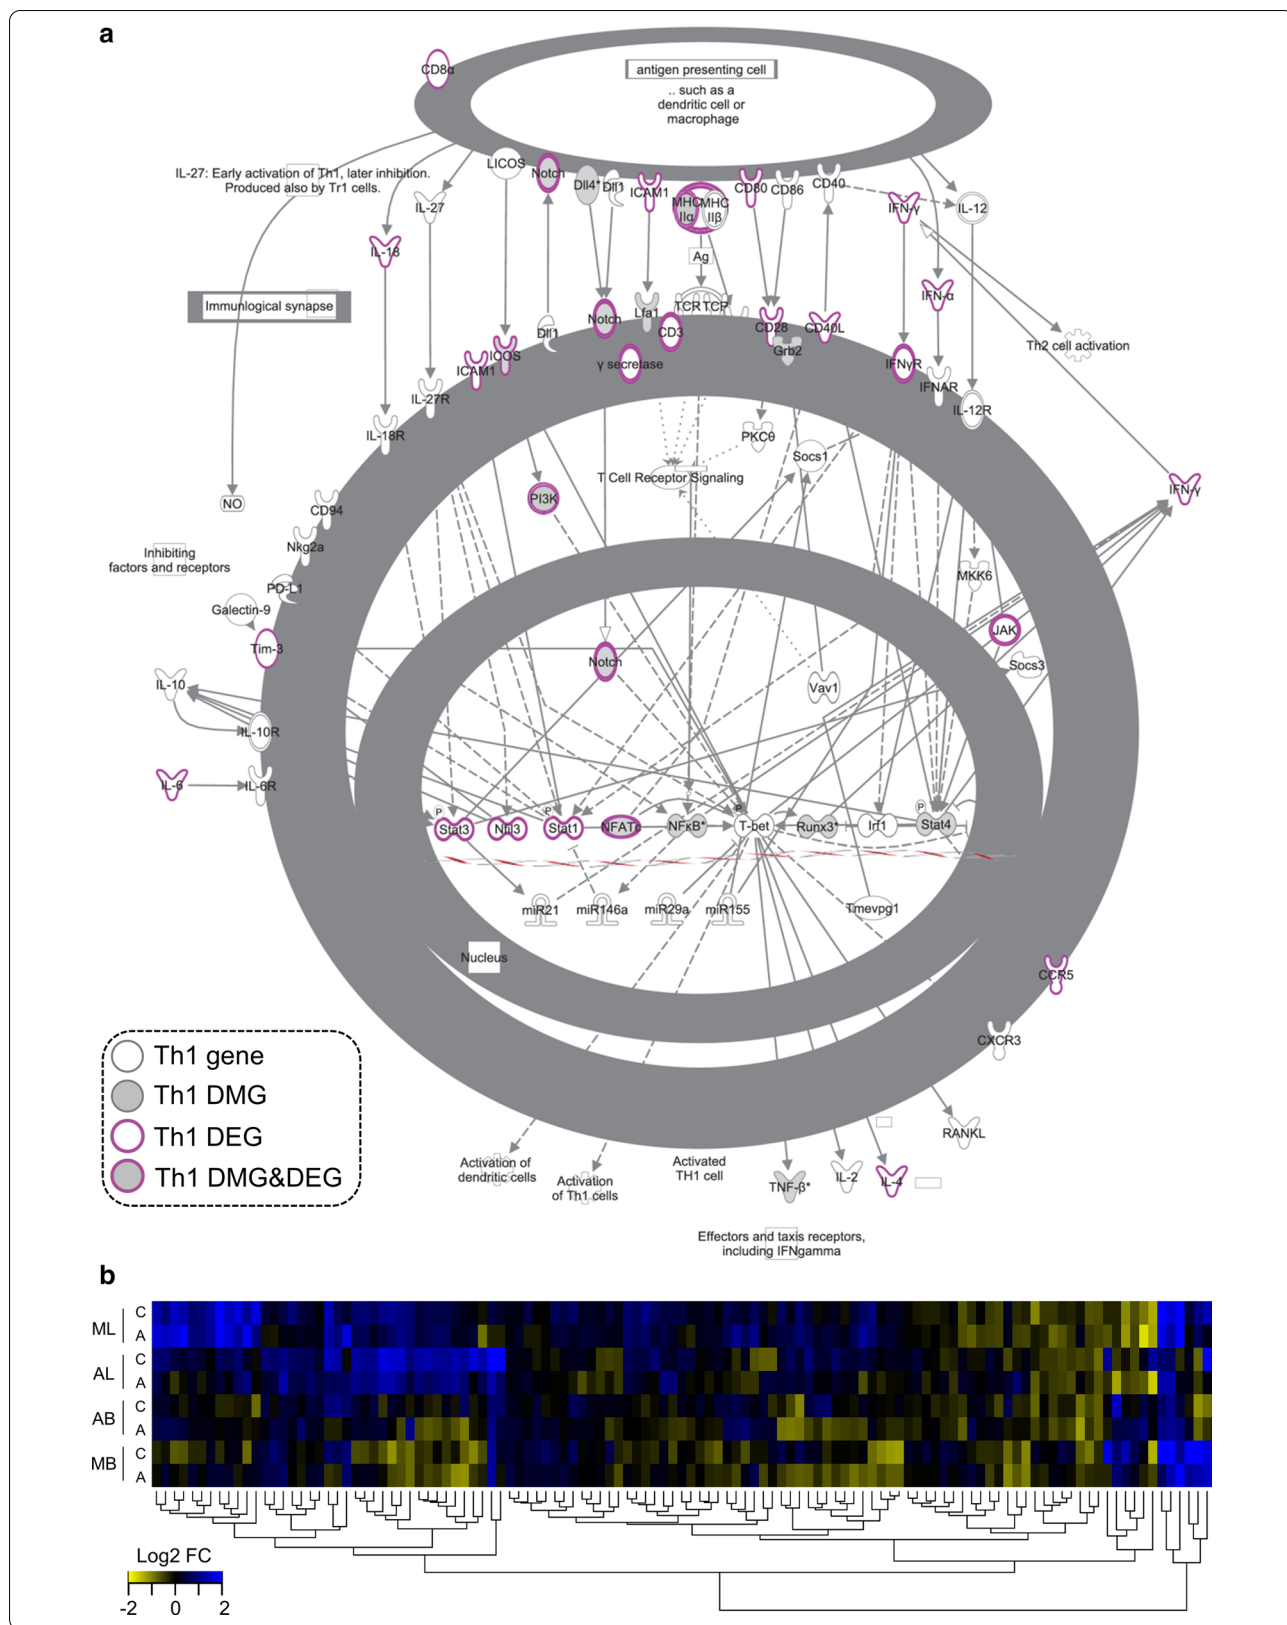 a
CD8α
antigen presenting cell
.. such as a
dendritic cell or
macrophage
IL-27: Early activation of Th1, later inhibition.
Produced also by Tr1 cells.
LICOS
Notch
Dll4*
Dll1
ICAM1
MHC
IIα
MHC
IIβ
CD80
CD86
CD40
IFN-γ
IL-12
IL-27
IL-18
Ag
Immunlogical synapse
IFN-α
Dll1
Notch
Lfa1
TCR
TCR
CD3
CD28
CD40L
Grb2
Th2 cell activation
ICAM1
ICOS
γ secretase
IFNγR
IFNAR
IL-27R
IL-12R
IL-18R
PKCθ
Socs1
T Cell Receptor Signaling
NO
PI3K
IFN-γ
CD94
Nkg2a
Inhibiting
factors and receptors
PD-L1
MKK6
Galectin-9
Tim-3
JAK
Notch
Socs3
IL-10
Vav1
IL-10R
IL-6
IL-6R
P
P
P
P
Stat3
Nfil3
Stat1
NFATc
NFκB*
T-bet
Runx3*
Irf1
Stat4
miR21
miR146a
miR29a
miR155
Tmevpg1
Nucleus
CCR5
CXCR3
RANKL
Th1 gene
Th1 DMG
Th1 DEG
Th1 DMG&DEG
Activation of
dendritic cells
Activation
of Th1 cells
Activated
TH1 cell
TNF-β*
IL-2
IL-4
Effectors and taxis receptors,
including IFNgamma
b
ML
C
A
AL
C
A
AB
C
A
MB
C
A
Log2 FC
-2 0 2